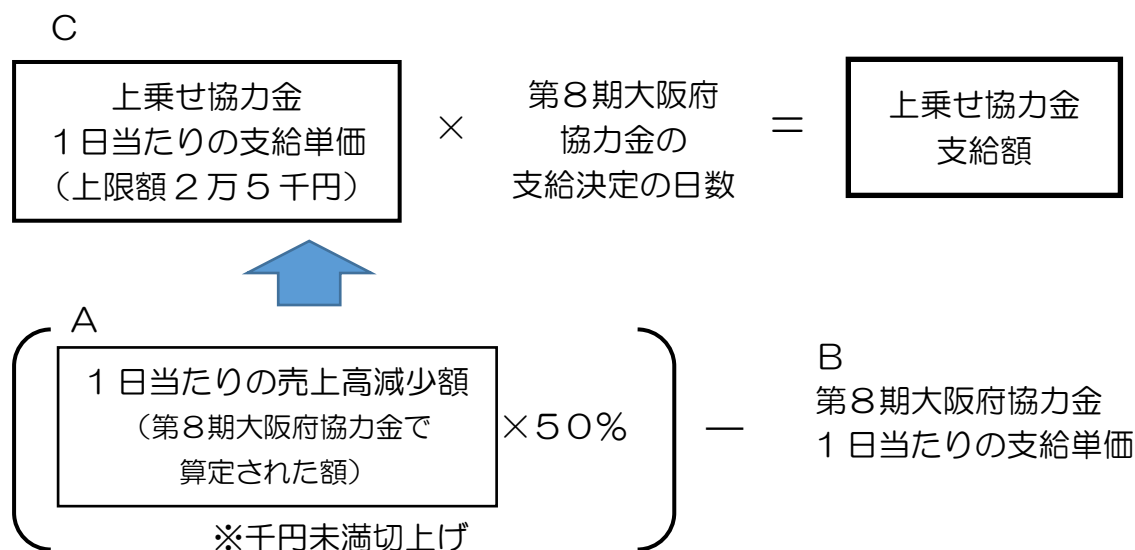 C
上乗せ協力金
1日当たりの支給単価
（上限額２万５千円）
×
第８期大阪府
協力金の
支給決定の日数
＝
上乗せ協力金
支給額
A
１日当たりの売上高減少額
（第８期大阪府協力金で
算定された額）
×５０％
※千円未満切上げ
－
B
第８期大阪府協力金
１日当たりの支給単価